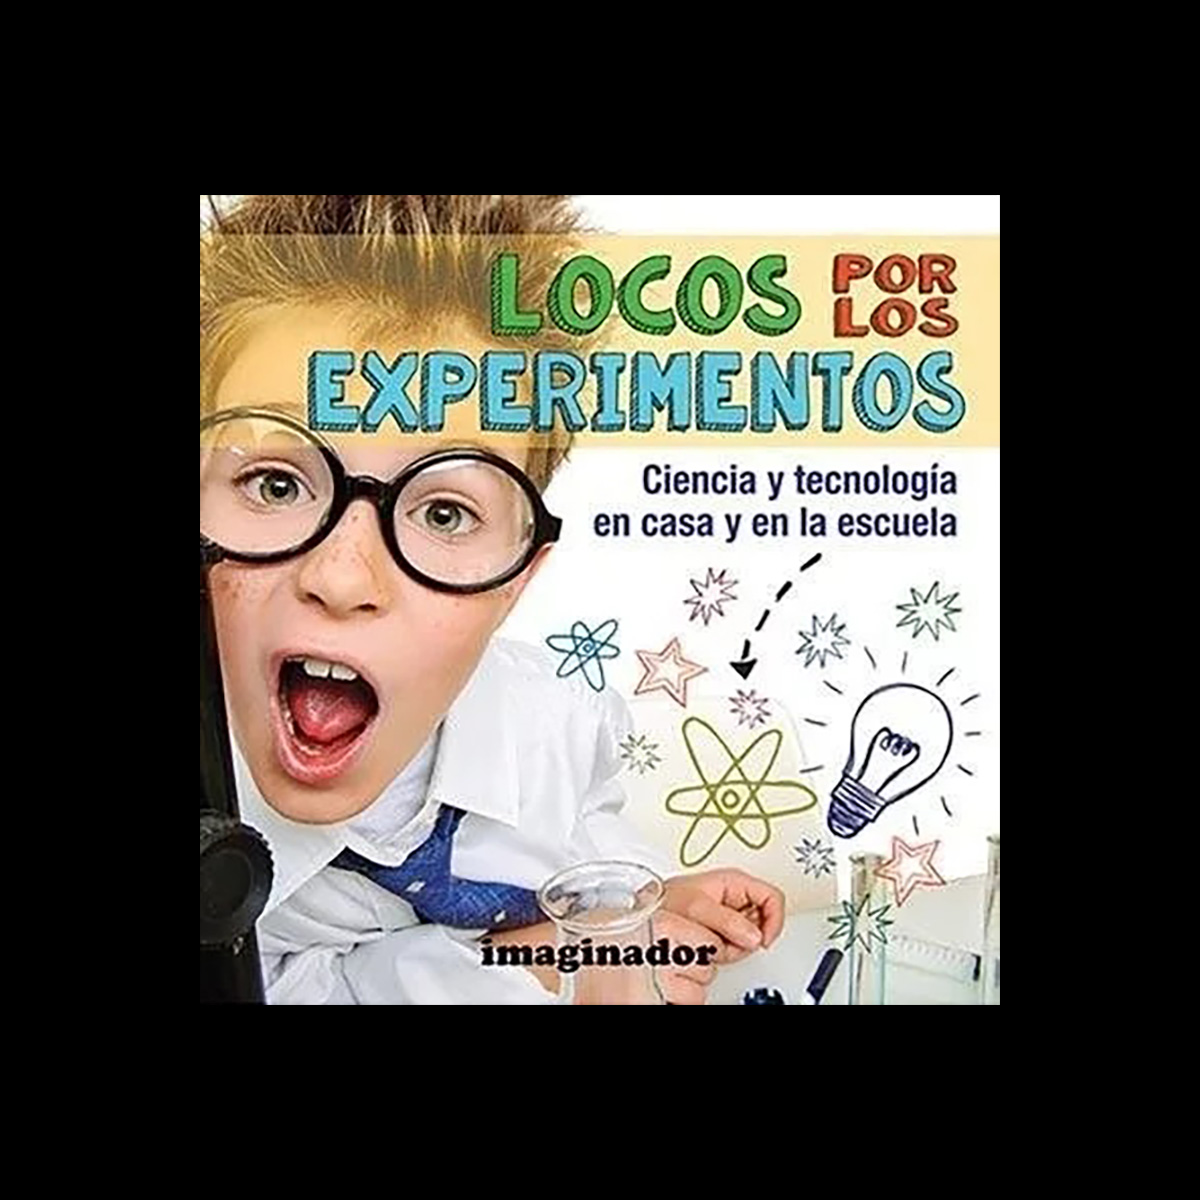 LOCOS POR
LOS
EXPERIMENTOS
Ciencia y tecnología
en casa y en la escuela
imaginador